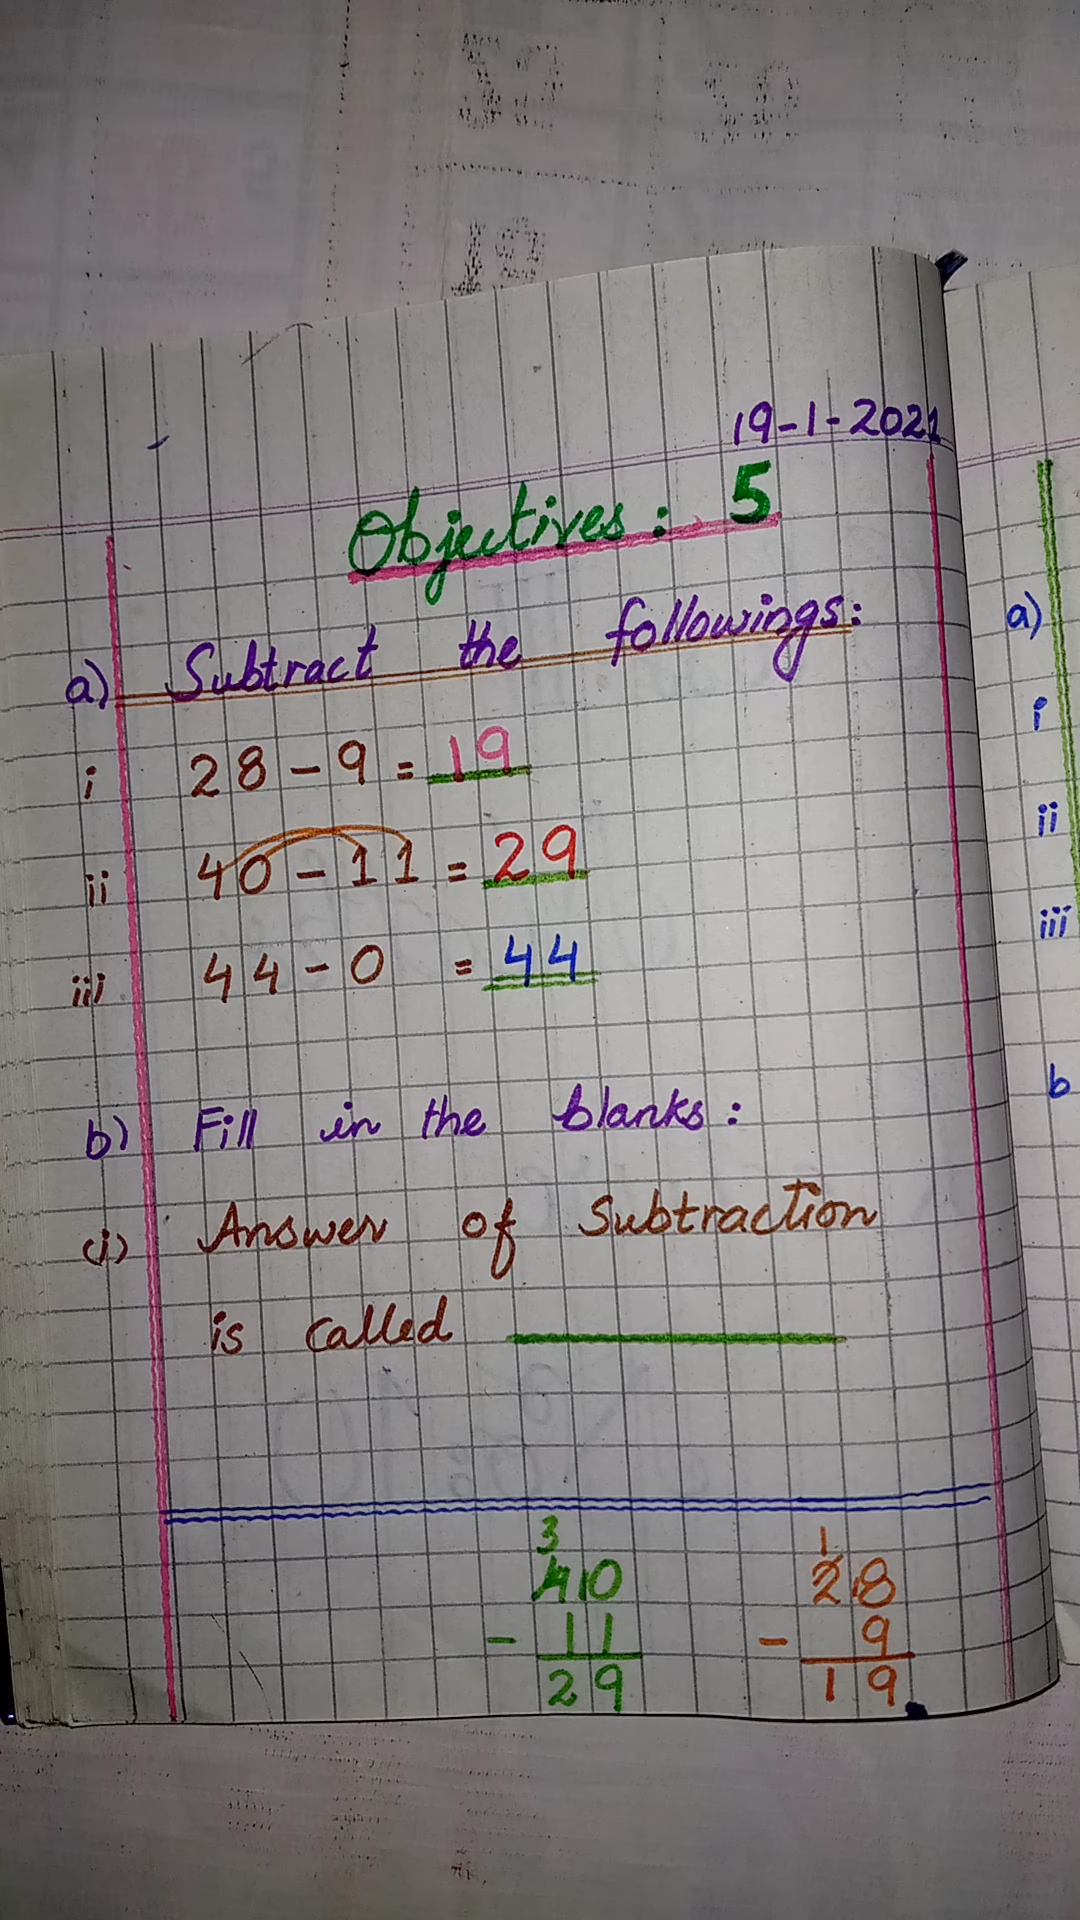 19-1-2021
Objectives: 5
a) Subtract the followings:
i 28 - 9 = 19
ii 40 - 11 = 29
iii 44 - 0 = 44
b) Fill in the blanks:
(i) Answer of Subtraction
is called
3
40
- 11
29
1
28
- 9
19
a)
i
ii
iii
b